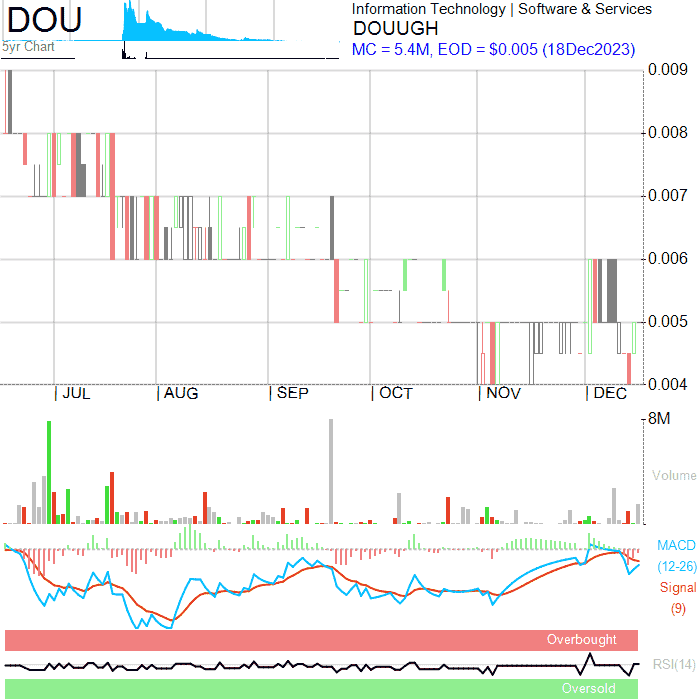 DOU
5yr Chart
Information Technology | Software & Services
DOUUGH
MC = 5.4M, EOD = $0.005 (18Dec2023)
0.009
0.008
0.007
0.006
0.005
0.004
| JUL | AUG | SEP | OCT | NOV | DEC
8M
Volume
MACD
(12-26)
Signal
(9)
Overbought
RSI(14)
Oversold